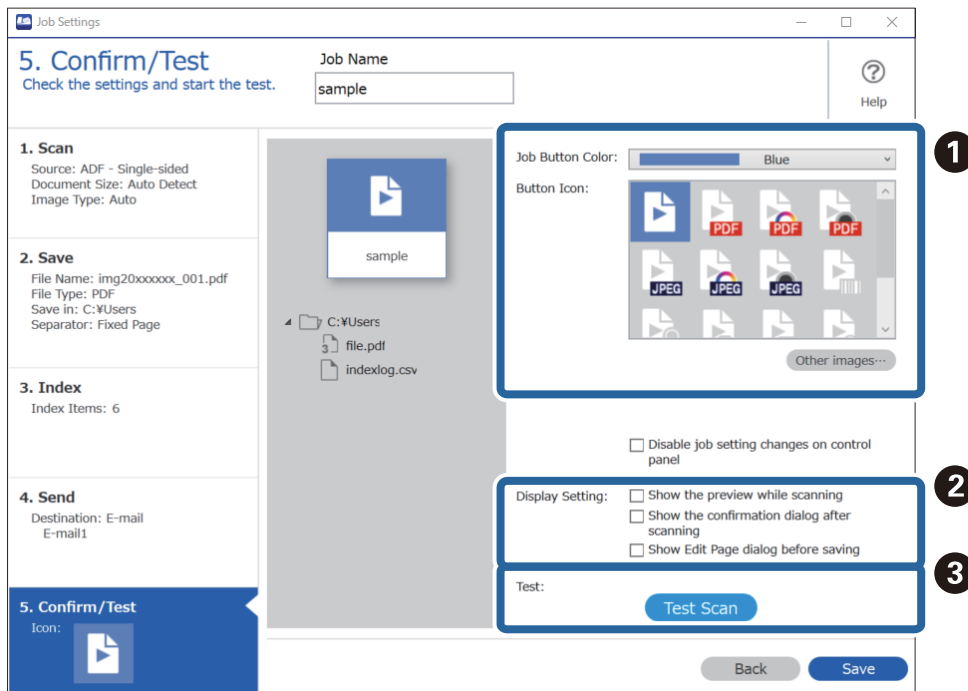 Job Settings
5. Confirm/Test
Check the settings and start the test.
Job Name
sample
Help
1. Scan
Source: ADF - Single-sided
Document Size: Auto Detect
Image Type: Auto
2. Save
File Name: img20xxxxxx_001.pdf
File Type: PDF
Save in: C:¥Users
Separator: Fixed Page
3. Index
Index Items: 6
4. Send
Destination: E-mail
E-mail1
5. Confirm/Test
Icon:
sample
C:¥Users
3 file.pdf
indexlog.csv
1
Job Button Color: Blue
Button Icon:
PDF PDF PDF
JPEG JPEG JPEG
Other images···
Disable job setting changes on control
panel
2
Display Setting: Show the preview while scanning
Show the confirmation dialog after
scanning
Show Edit Page dialog before saving
3
Test:
Test Scan
Back Save